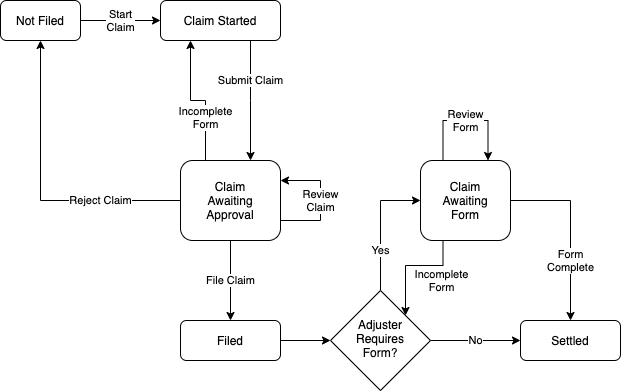 Not Filed
Start
Claim
Claim Started
Submit Claim
Incomplete
Form
Review
Form
Claim
Awaiting
Approval
Review
Claim
Claim
Awaiting
Form
Reject Claim
Yes
Form
Complete
File Claim
Incomplete
Form
Filed
Adjuster
Requires
Form?
No
Settled